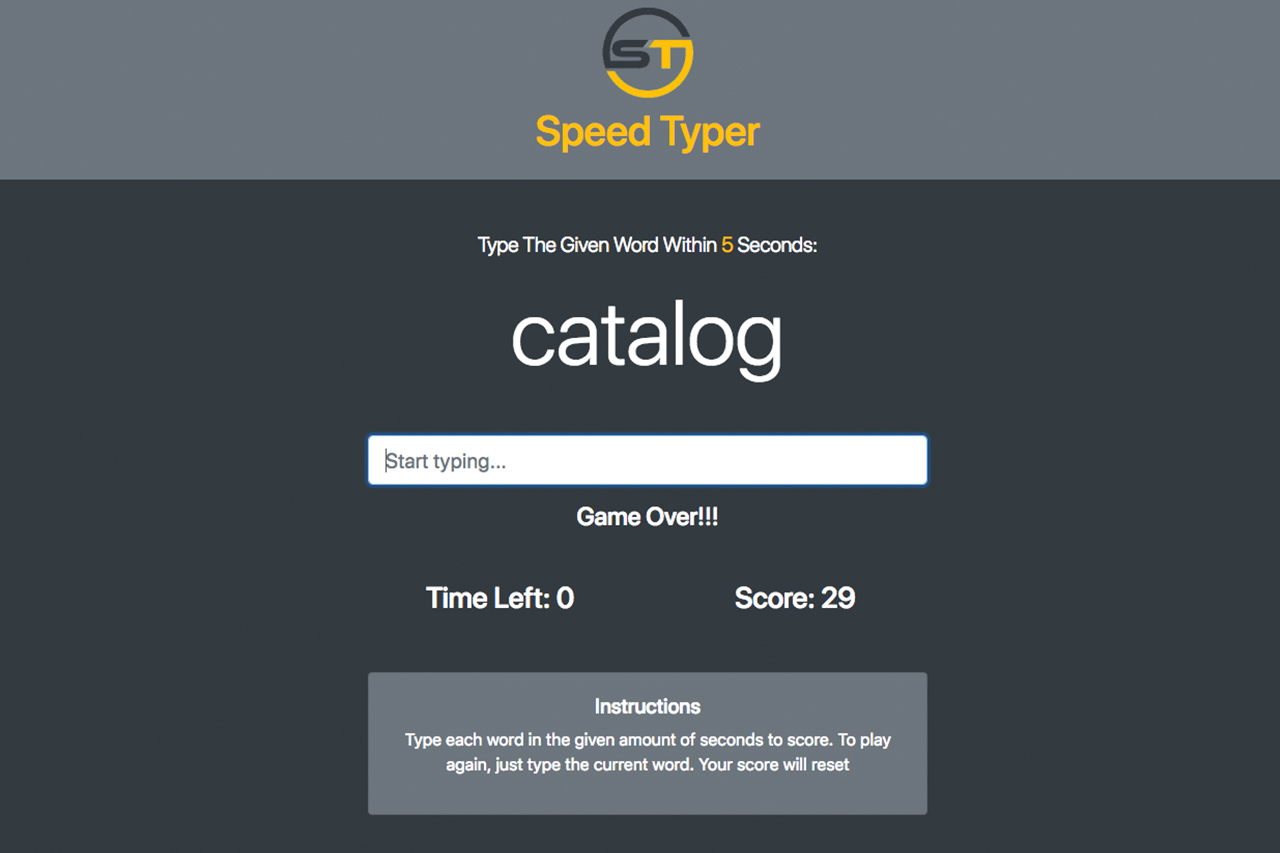 ST
Speed Typer
Type The Given Word Within 5 Seconds:
catalog
Start typing...
Game Over!!!
Time Left: 0
Score: 29
Instructions
Type each word in the given amount of seconds to score. To play
again, just type the current word. Your score will reset